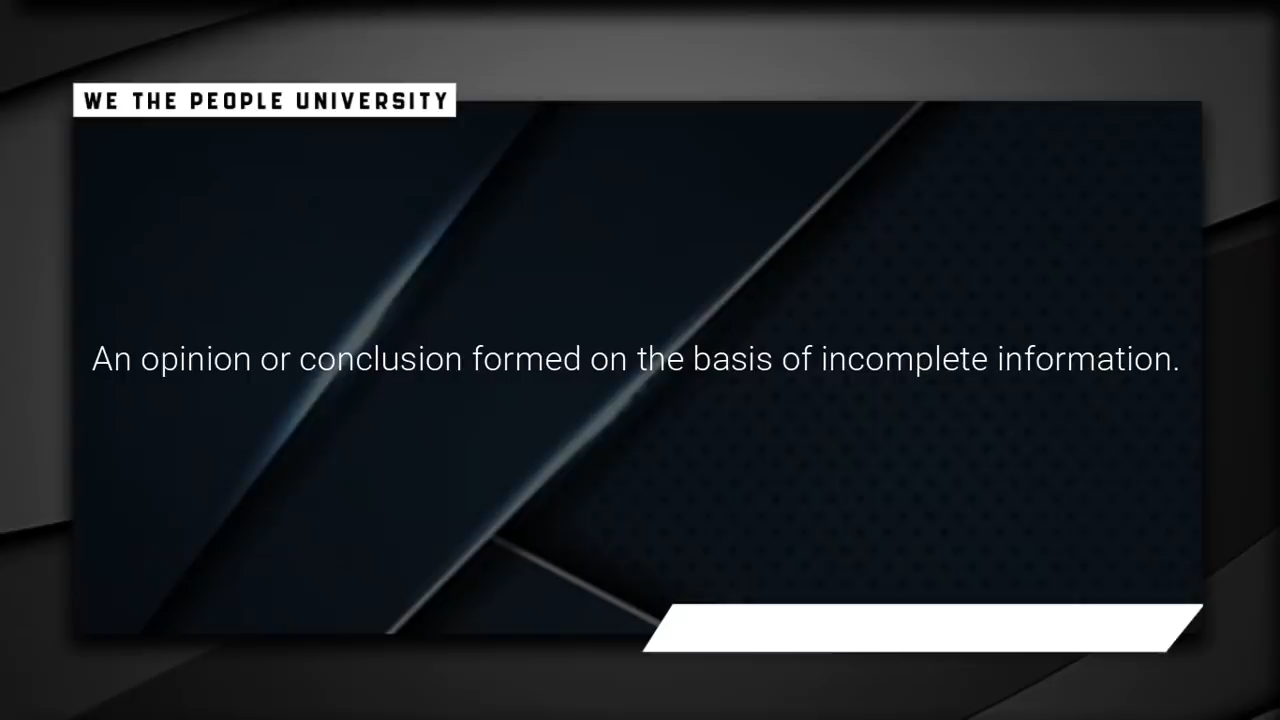 WE THE PEOPLE UNIVERSITY
An opinion or conclusion formed on the basis of incomplete information.